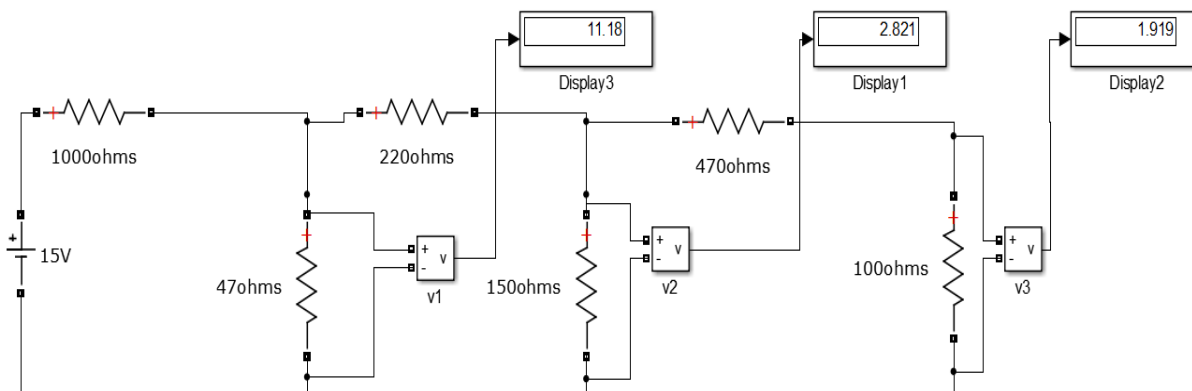 11.18
2.821
1.919
Display3
Display1
Display2
1000ohms
220ohms
470ohms
+
15V
47ohms
+
-
v
v1
150ohms
+
-
v
v2
100ohms
+
-
v
v3